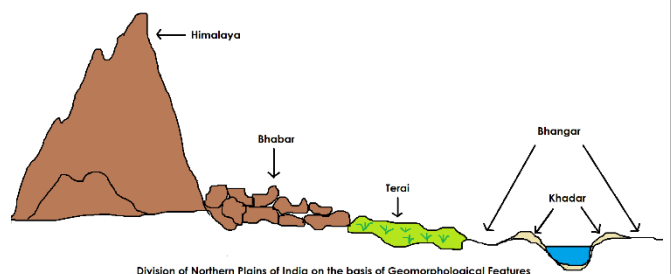 Himalaya
Bhabar
Terai
Bhangar
Khadar
Division of Northern Plains of India on the basis of Geomorphological Features